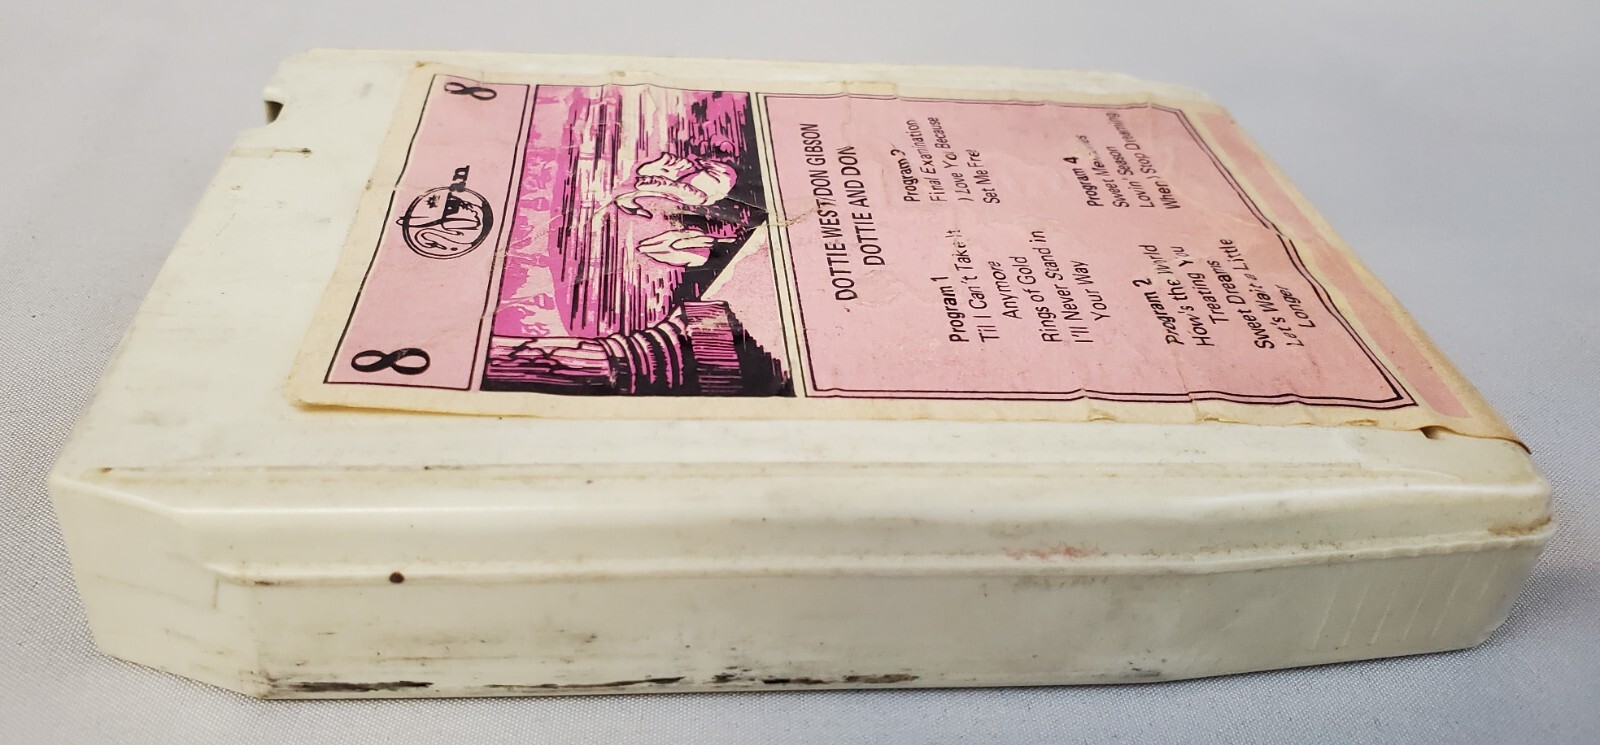 8
Swan
8
DOTTIE WEST/DON GIBSON
DOTTIE AND DON
Program 1
Til I Can't Take It
Anymore
Rings of Gold
I'll Never Stand in
Your Way
Program 2
How's the World
Treating You
Sweet Dreams
Let's Wait a Little
Longer
Program 3
Final Examination
I Love You Because
Set Me Free
Program 4
Sweet Memories
Lovin' Season
When I Stop Dreaming